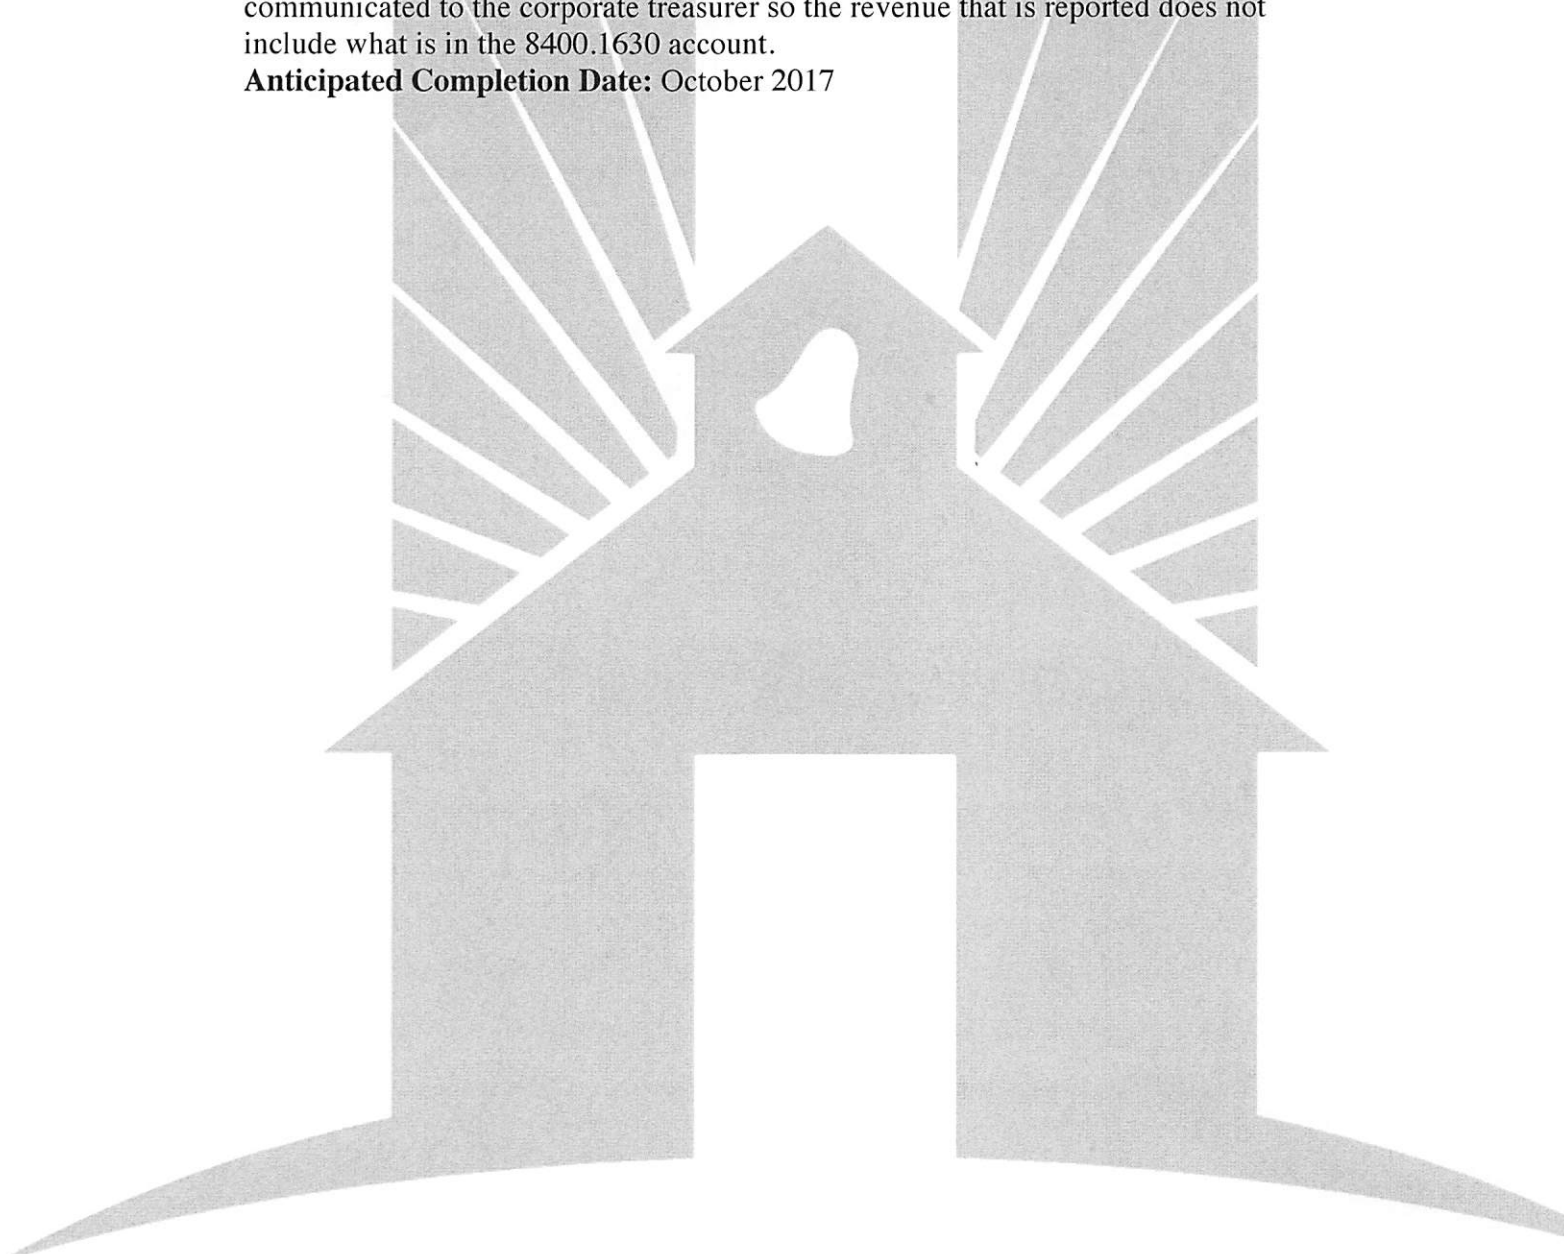 communicated to the corporate treasurer so the revenue that is reported does not
include what is in the 8400.1630 account.
Anticipated Completion Date: October 2017